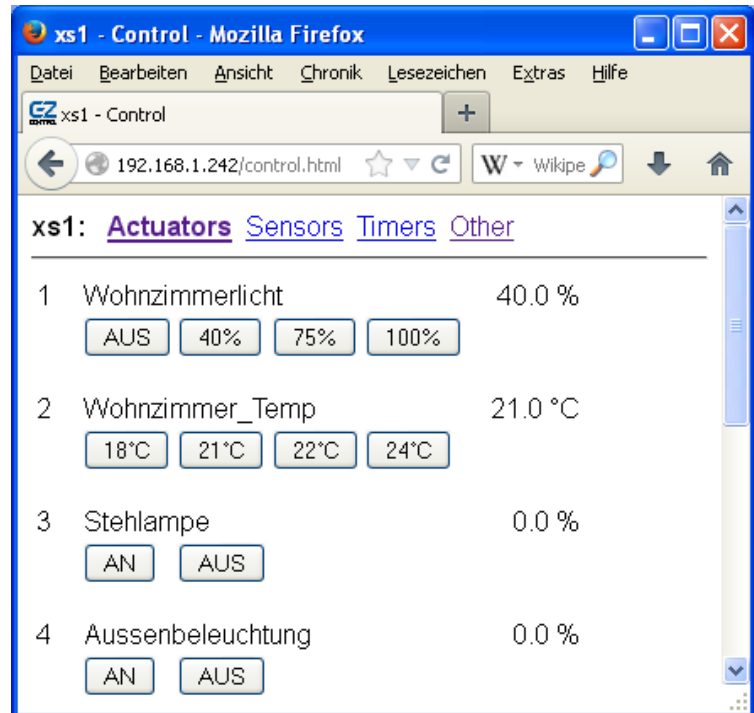 xs1 - Control - Mozilla Firefox
Datei Bearbeiten Ansicht Chronik Lesezeichen Extras Hilfe
EZ CONTROL xs1 - Control +
192.168.1.242/control.html W Wikipe
xs1: Actuators Sensors Timers Other
1 Wohnzimmerlicht 40.0 %
AUS 40% 75% 100%
2 Wohnzimmer_Temp 21.0 °C
18°C 21°C 22°C 24°C
3 Stehlampe 0.0 %
AN AUS
4 Aussenbeleuchtung 0.0 %
AN AUS